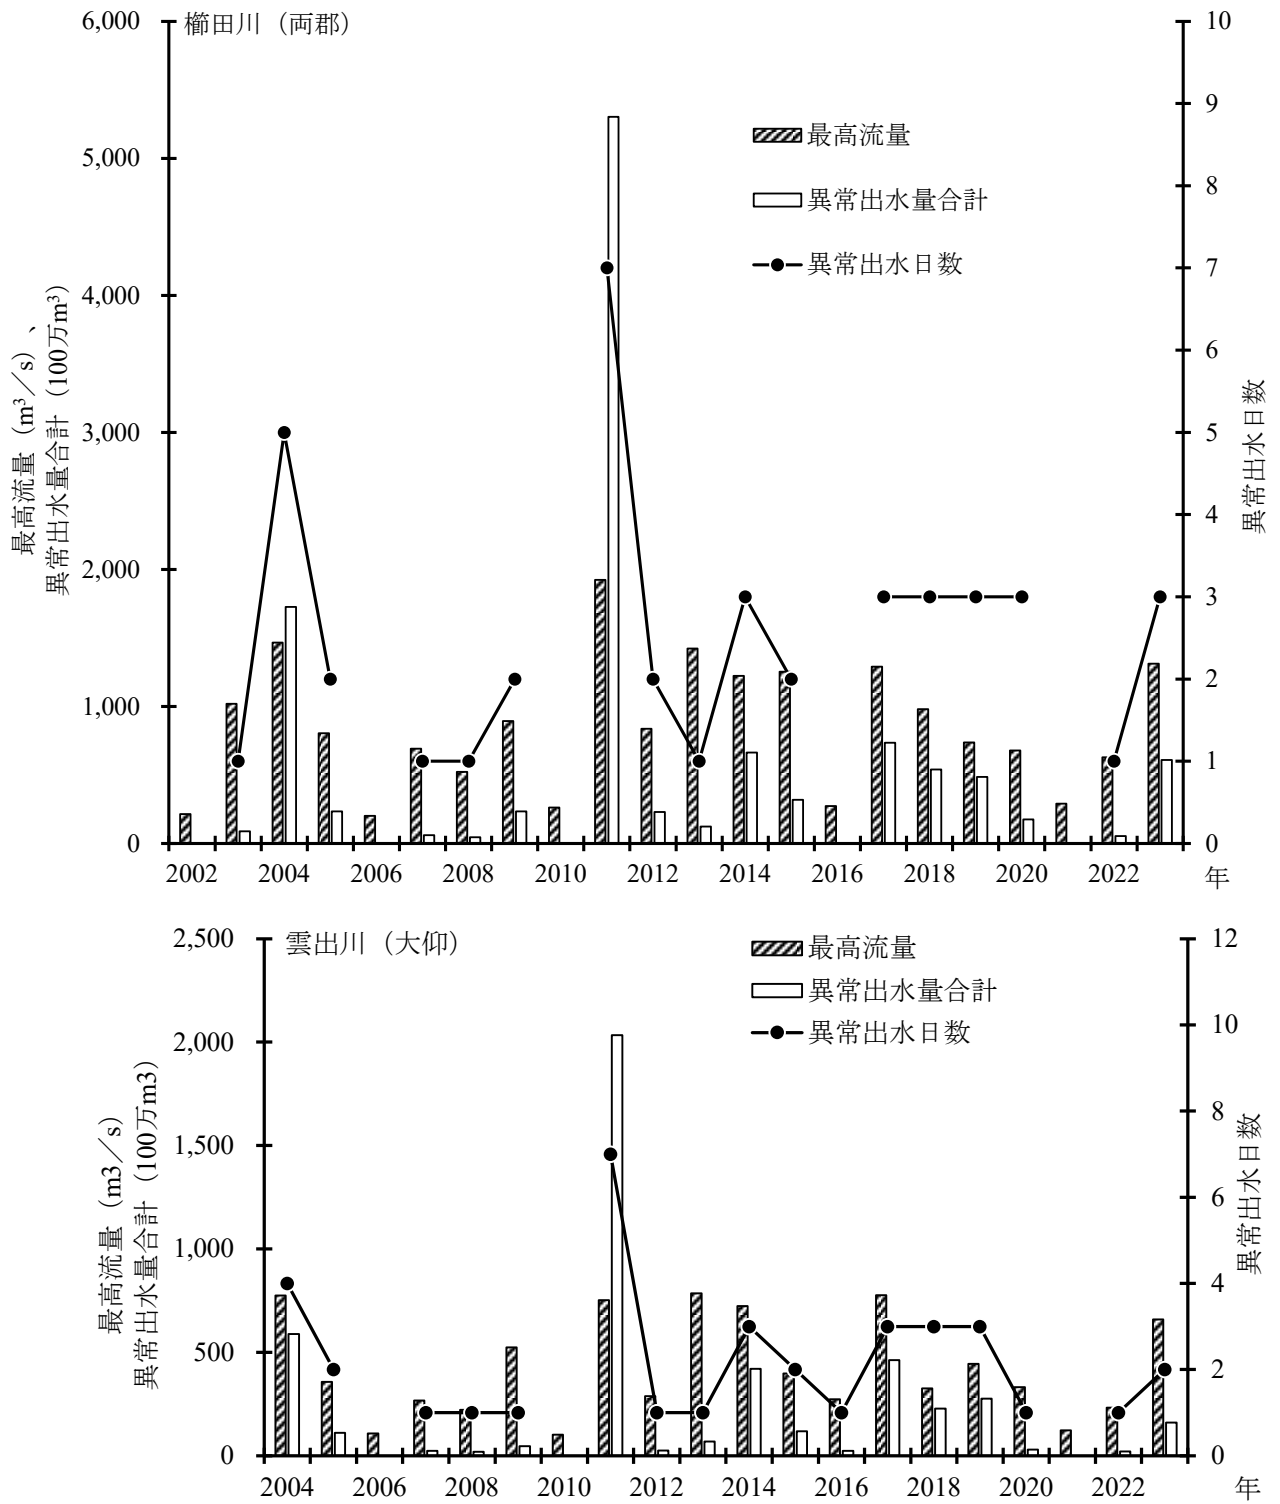 櫛田川（両郡）
6,000
5,000
4,000
3,000
2,000
1,000
0
最高流量（m³／s）、
異常出水量合計（100万m³）
最高流量
異常出水量合計
異常出水日数
10
9
8
7
6
5
4
3
2
1
0
異常出水日数
2002 2004 2006 2008 2010 2012 2014 2016 2018 2020 2022 年
雲出川（大仰）
2,500
2,000
1,500
1,000
500
0
最高流量（m3／s）
異常出水量合計（100万m3）
最高流量
異常出水量合計
異常出水日数
12
10
8
6
4
2
0
異常出水日数
2004 2006 2008 2010 2012 2014 2016 2018 2020 2022 年